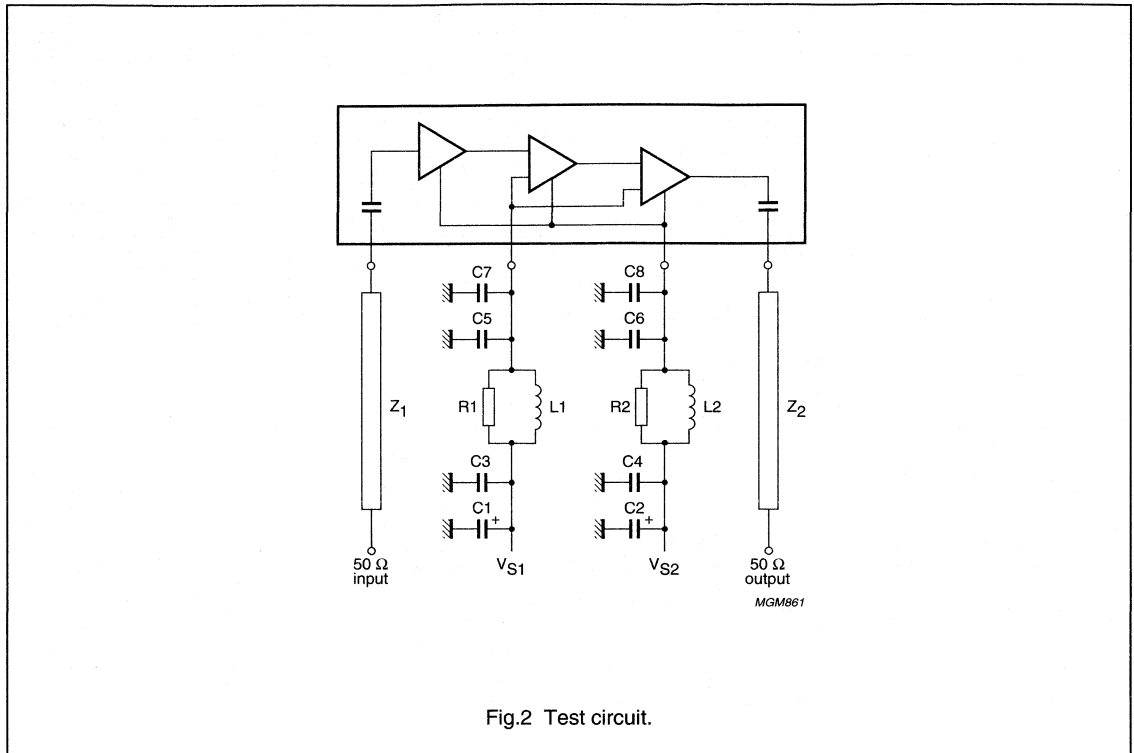 C7
C8
C5
C6
Z1
R1
L1
R2
L2
Z2
C3
C4
C1
+
C2
+
50 Ω
input
VS1
VS2
50 Ω
output
MGM861
Fig.2 Test circuit.